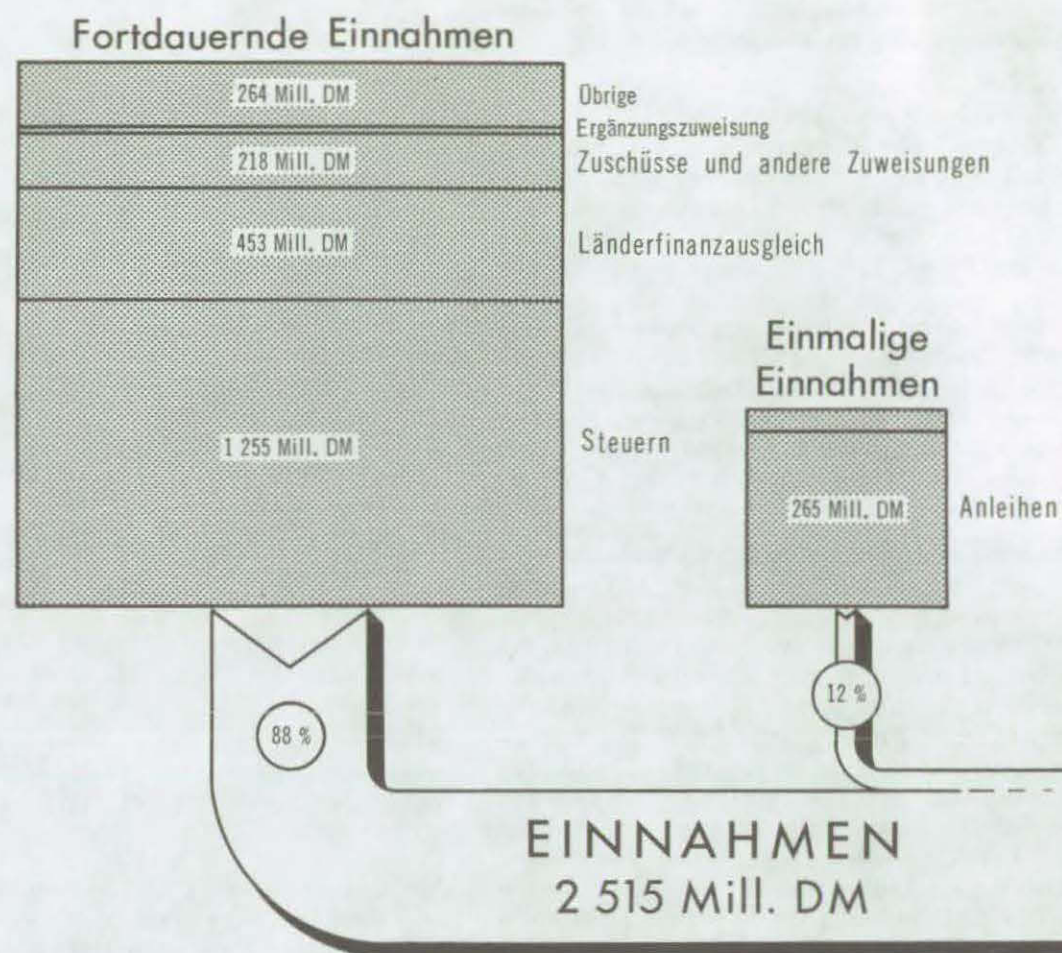 Fortdauernde Einnahmen
264 Mill. DM
Übrige
Ergänzungszuweisung
218 Mill. DM
Zuschüsse und andere Zuweisungen
453 Mill. DM
Länderfinanzausgleich
1 255 Mill. DM
Steuern
Einmalige
Einnahmen
265 Mill. DM
Anleihen
88 %
12 %
EINNAHMEN
2 515 Mill. DM